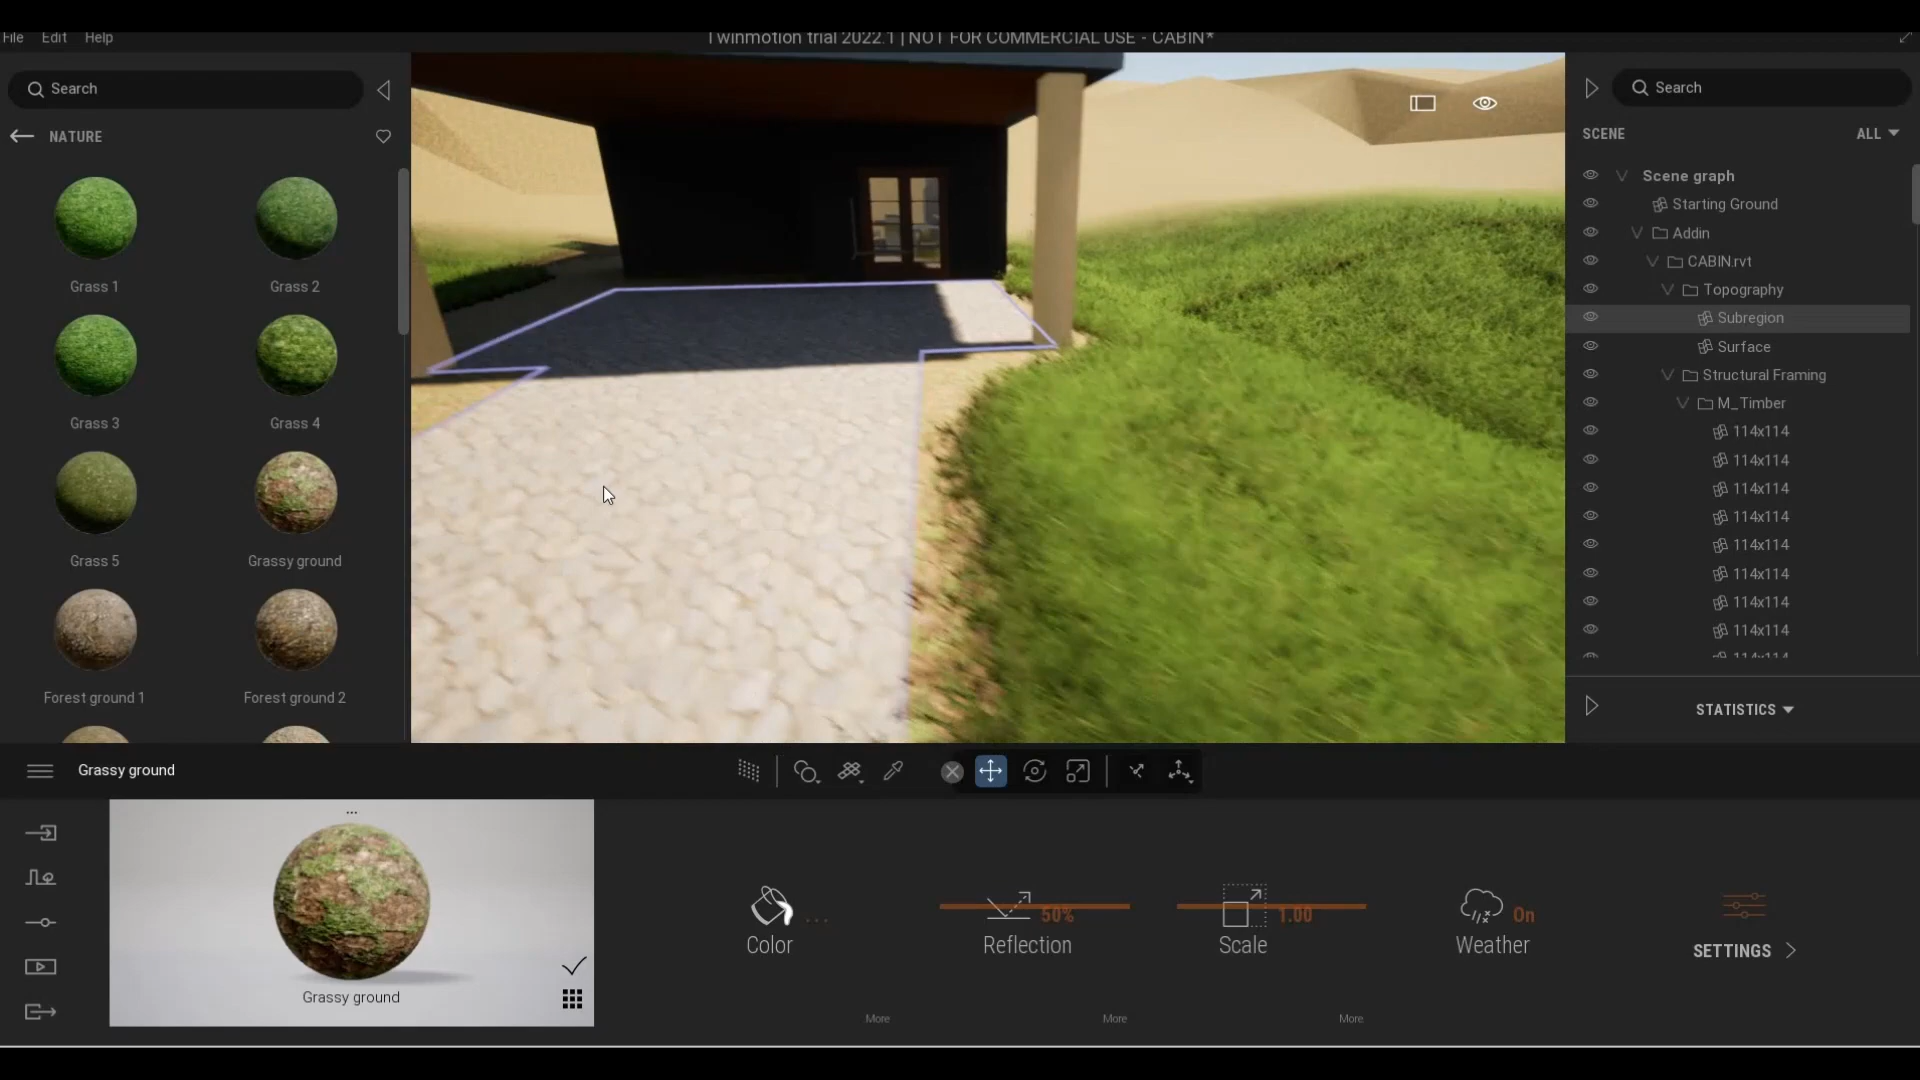 File Edit Help
Twinmotion trial 2022.1 | NOT FOR COMMERCIAL USE - CABIN*
Search
Search
NATURE
SCENE
ALL
Grass 1
Grass 2
Grass 3
Grass 4
Grass 5
Grassy ground
Forest ground 1
Forest ground 2
Scene graph
Starting Ground
Addin
CABIN.rvt
Topography
Subregion
Surface
Structural Framing
M_Timber
114x114
114x114
114x114
114x114
114x114
114x114
114x114
114x114
114x114
STATISTICS
Grassy ground
...
Grassy ground
...
Color
50%
Reflection
1.00
Scale
On
Weather
SETTINGS
More
More
More